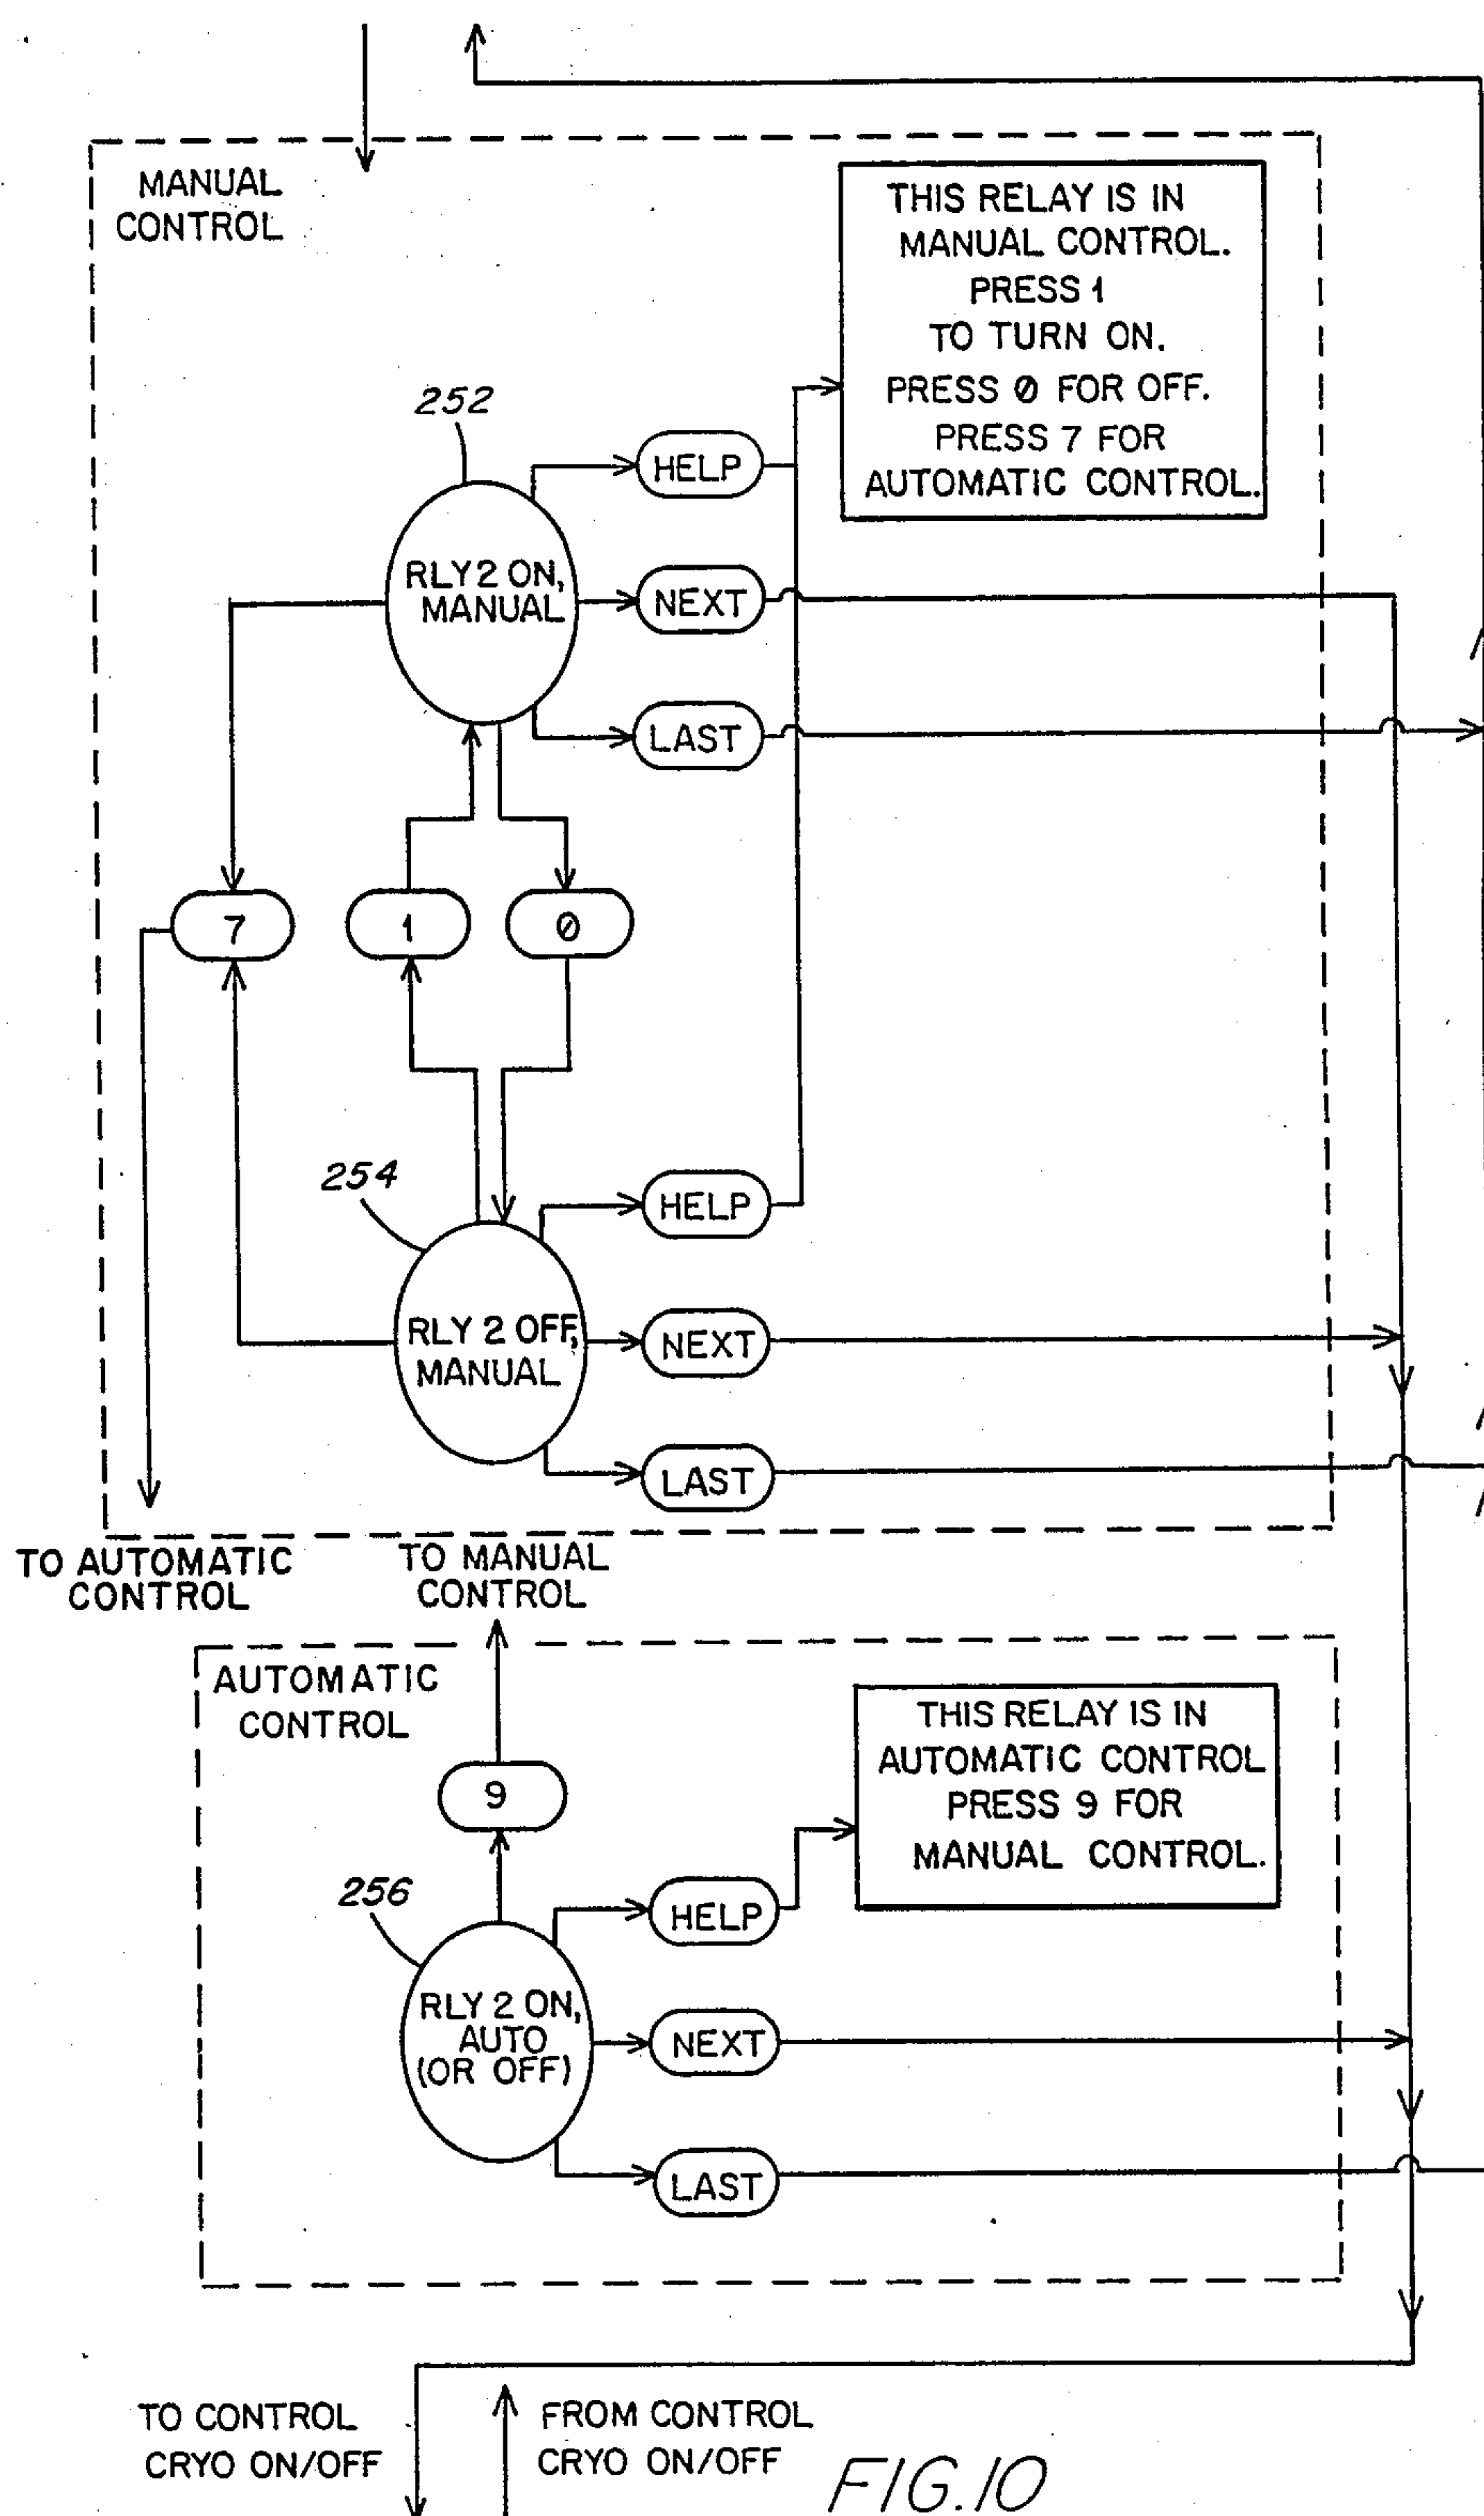 MANUAL
CONTROL
THIS RELAY IS IN
MANUAL CONTROL.
PRESS 1
TO TURN ON.
PRESS 0 FOR OFF.
PRESS 7 FOR
AUTOMATIC CONTROL.
252
HELP
RLY 2 ON,
MANUAL
NEXT
LAST
7
1
0
254
HELP
RLY 2 OFF,
MANUAL
NEXT
LAST
TO AUTOMATIC
CONTROL
TO MANUAL
CONTROL
AUTOMATIC
CONTROL
THIS RELAY IS IN
AUTOMATIC CONTROL
PRESS 9 FOR
MANUAL CONTROL.
9
256
HELP
RLY 2 ON,
AUTO
(OR OFF)
NEXT
LAST
TO CONTROL
CRYO ON/OFF
FROM CONTROL
CRYO ON/OFF
FIG.10